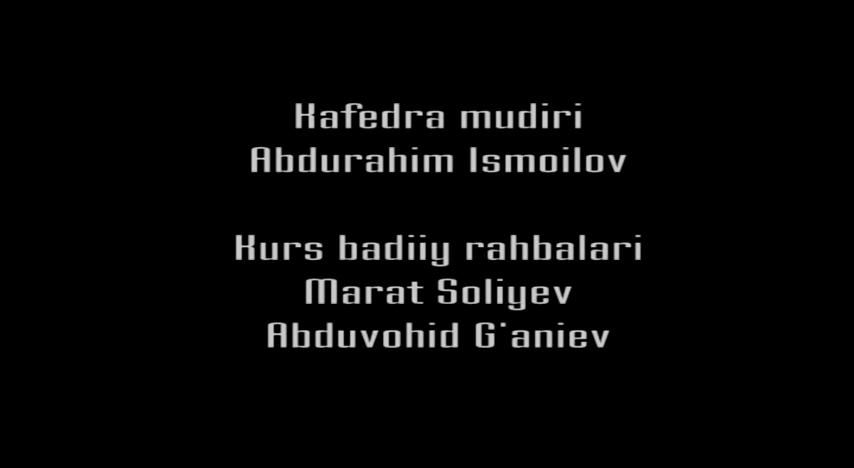 Kafedra mudiri
Abdurahim Ismoilov
Kurs badiiy rahbalari
Marat Soliyev
Abduvohid G'aniev